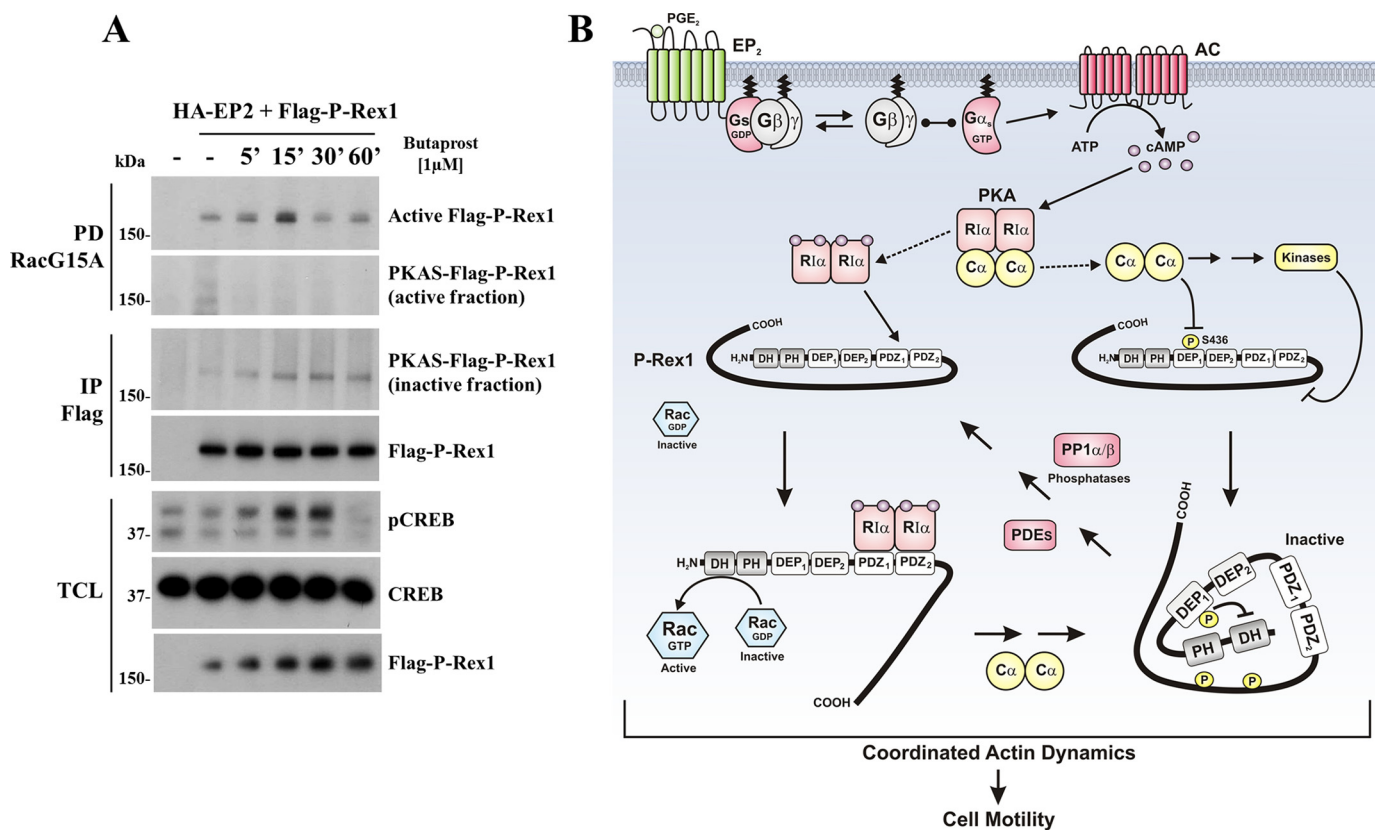 A
HA-EP2 + Flag-P-Rex1
kDa - - 5’ 15’ 30’ 60’ Butaprost
[1μM]
PD
RacG15A
150-
Active Flag-P-Rex1
150-
PKAS-Flag-P-Rex1
(active fraction)
IP
Flag
150-
PKAS-Flag-P-Rex1
(inactive fraction)
150-
Flag-P-Rex1
TCL
37-
pCREB
37-
CREB
150-
Flag-P-Rex1
B
PGE2
EP2
AC
Gs
GDP
Gβ γ
Gβ γ
Gαs
GTP
ATP
cAMP
PKA
RIα RIα
Cα Cα
RIα RIα
Cα Cα
Kinases
P-Rex1
COOH
H2N DH PH DEP1 DEP2 PDZ1 PDZ2
COOH
P S436
H2N DH PH DEP1 DEP2 PDZ1 PDZ2
Rac
GDP
Inactive
PP1α/β
Phosphatases
PDEs
RIα RIα
H2N DH PH DEP1 DEP2 PDZ1 PDZ2
Rac
GTP
Active
Rac
GDP
Inactive
COOH
Cα Cα
COOH
Inactive
DEP1 DEP2 PDZ1 PDZ2
P
PH DH
P P
Coordinated Actin Dynamics
Cell Motility